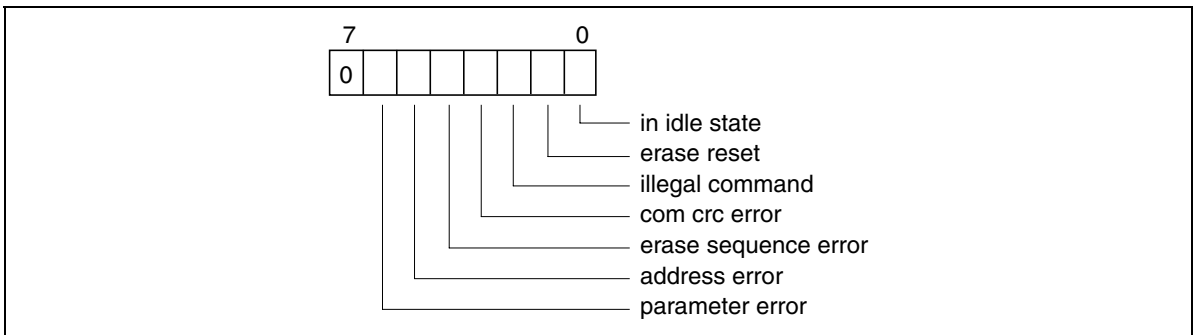 7 0
0
in idle state
erase reset
illegal command
com crc error
erase sequence error
address error
parameter error